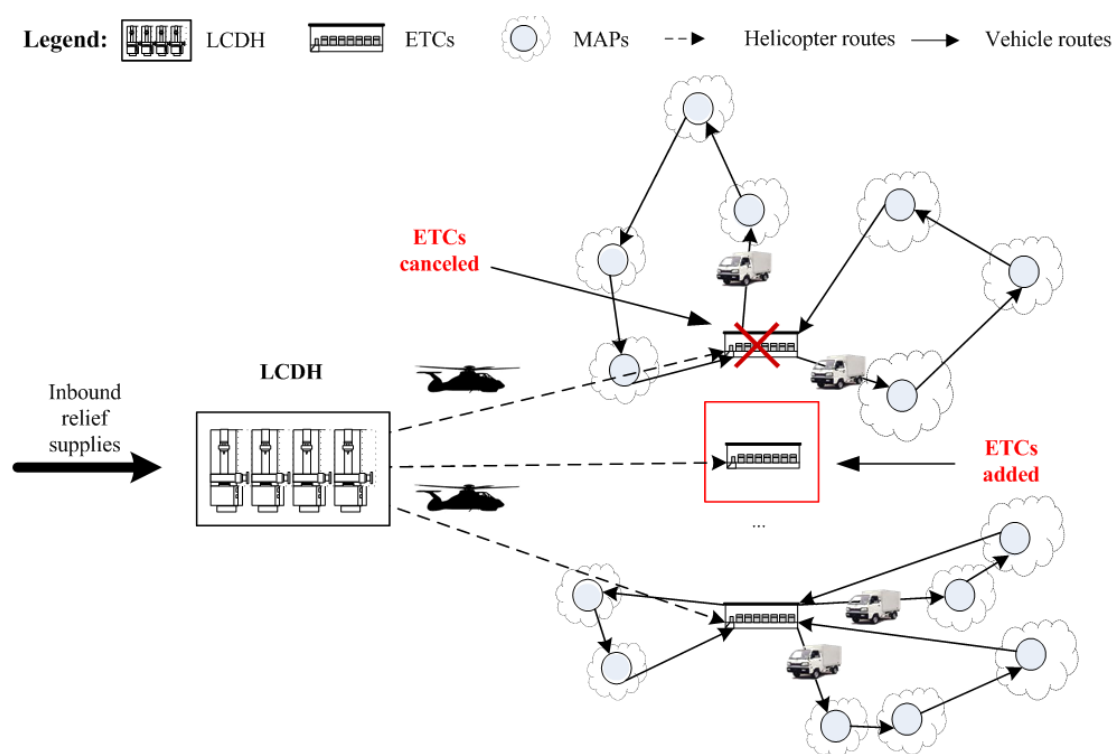 Legend: LCDH ETCs MAPs Helicopter routes Vehicle routes
ETCs
canceled
LCDH
Inbound
relief
supplies
ETCs
added
...